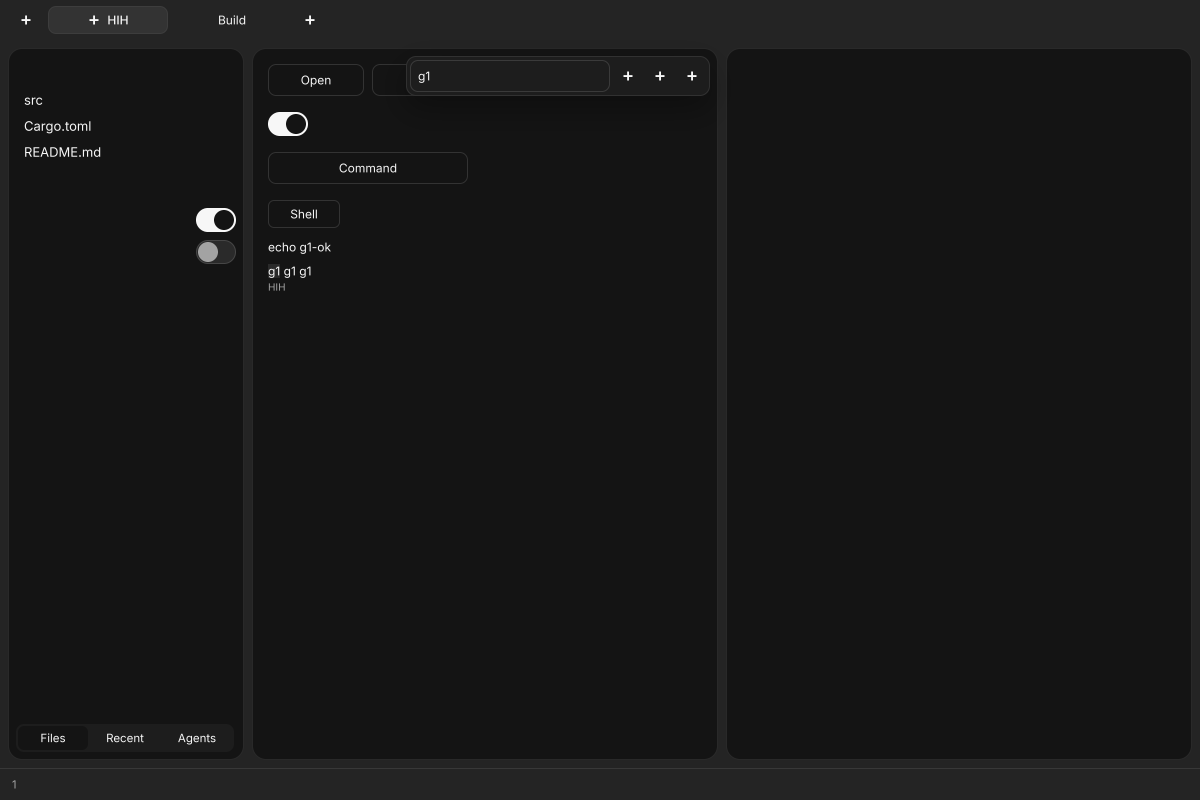 HIH
Build
src
Cargo.toml
README.md
Open
g1
Command
Shell
echo g1-ok
g1 g1 g1
HIH
Files
Recent
Agents
1